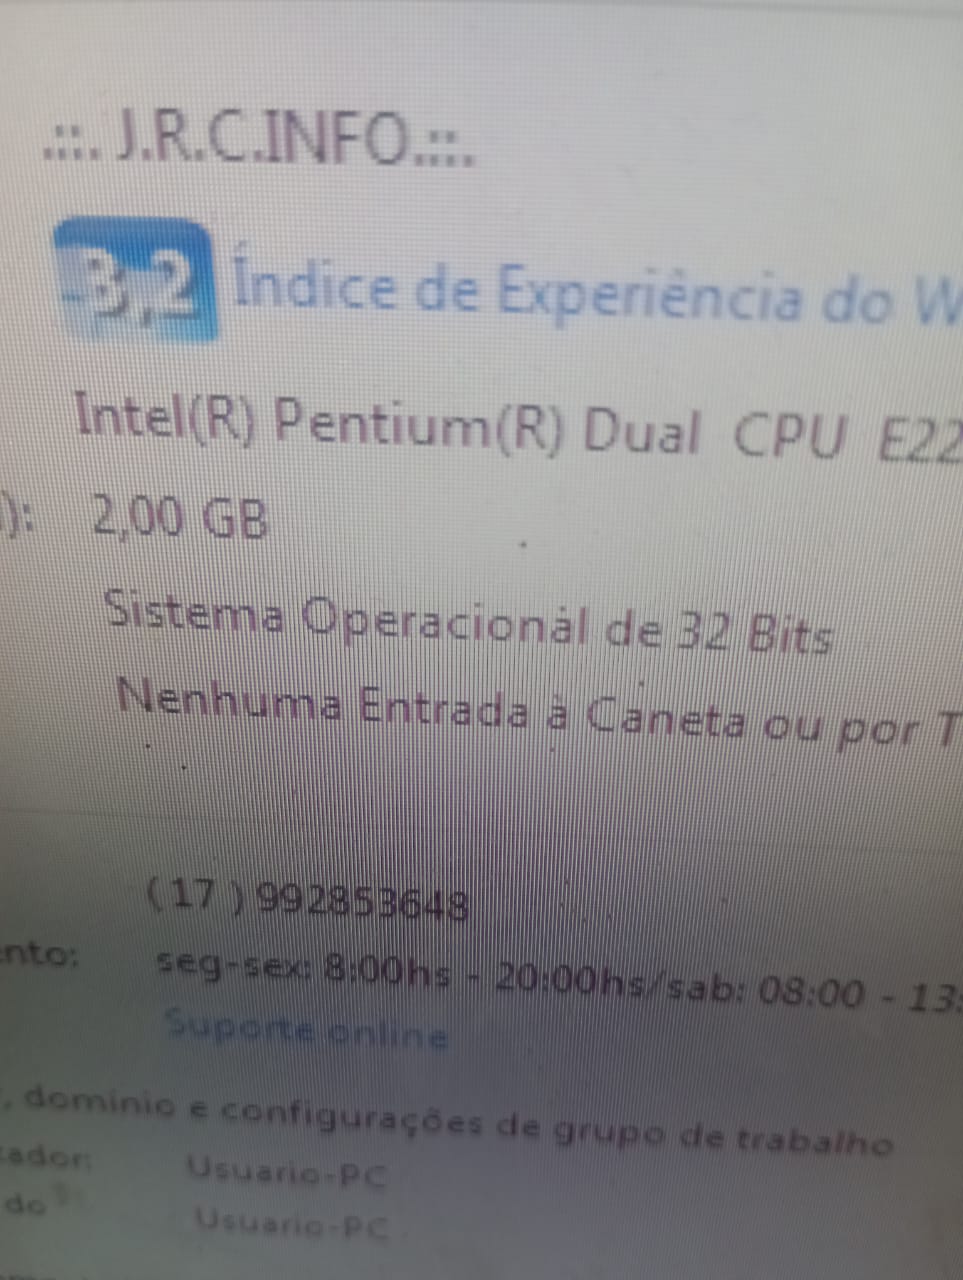 .:::. J.R.C.INFO.:::.
3,2 Índice de Experiência do W
Intel(R) Pentium(R) Dual CPU E22
): 2,00 GB
Sistema Operacional de 32 Bits
Nenhuma Entrada à Caneta ou por T
( 17 ) 992853648
ento: seg-sex: 8:00hs - 20:00hs/sab: 08:00 - 13:
Suporte online
, domínio e configurações de grupo de trabalho
tador: Usuario-PC
do Usuario-PC